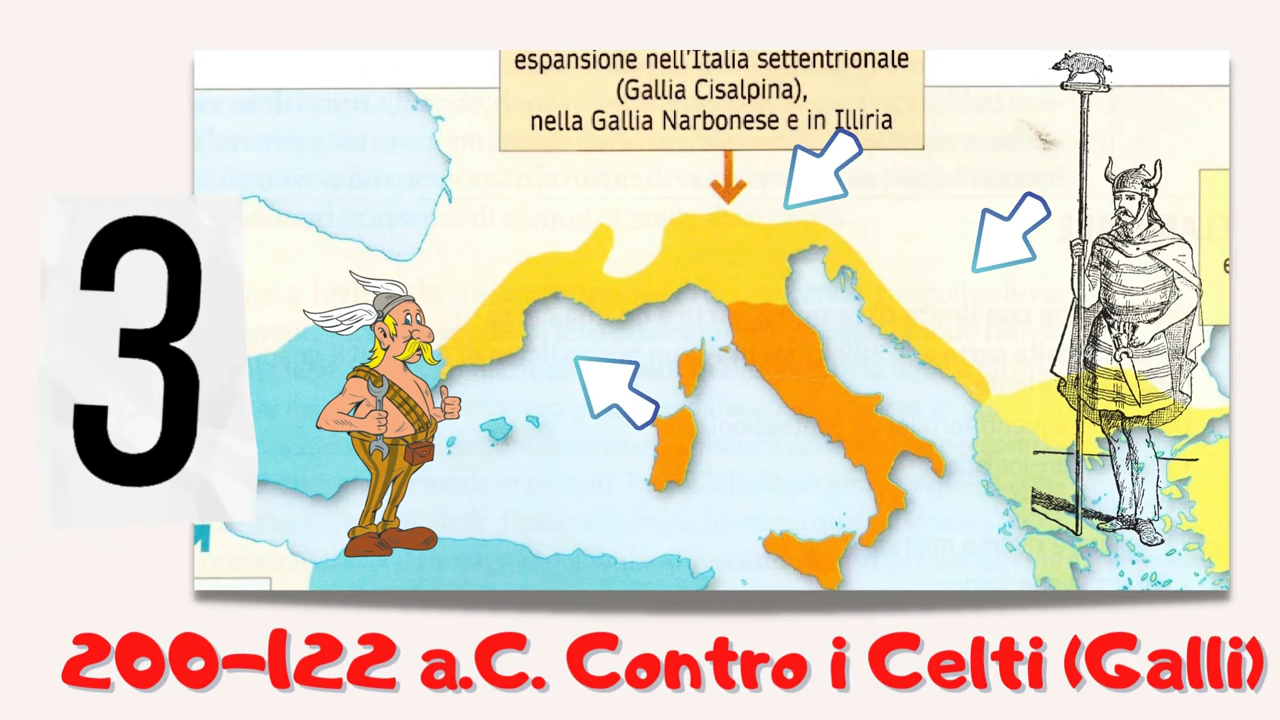 espansione nell'Italia settentrionale
(Gallia Cisalpina),
nella Gallia Narbonese e in Illiria
3
200-122 a.C. Contro i Celti (Galli)